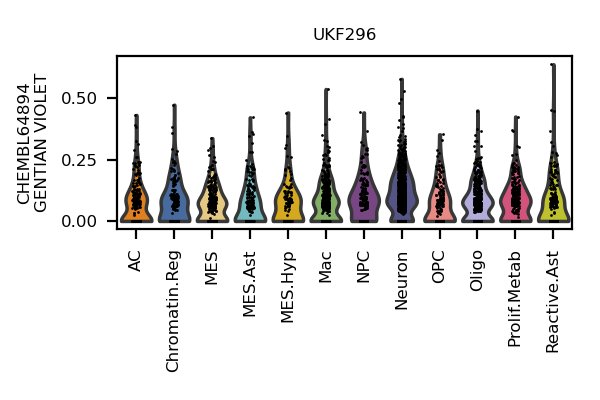 UKF296
CHEMBL64894
GENTIAN VIOLET
0.50
0.25
0.00
AC
Chromatin.Reg
MES
MES.Ast
MES.Hyp
Mac
NPC
Neuron
OPC
Oligo
Prolif.Metab
Reactive.Ast